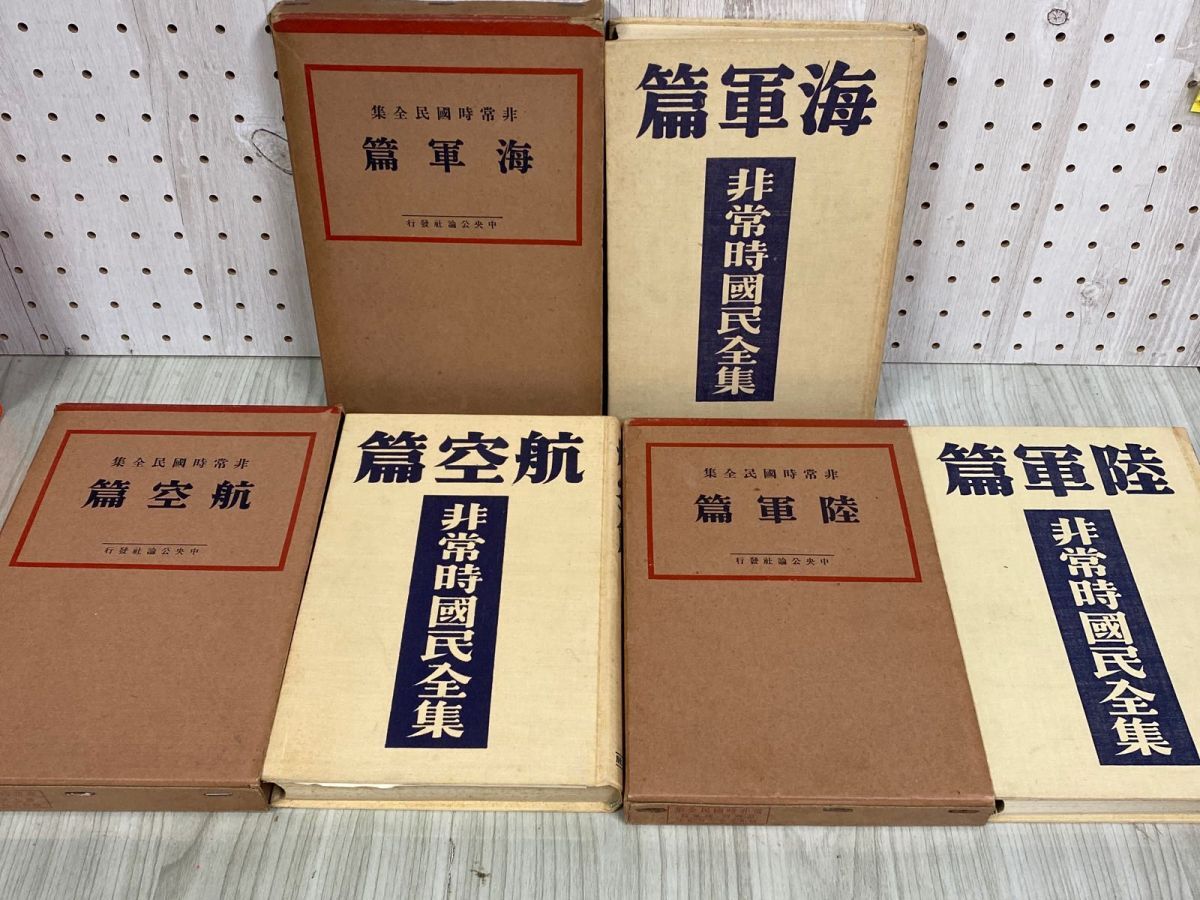 非常時國民全集
海軍篇
中央公論社發行
海軍篇
非常時國民全集
非常時國民全集
航空篇
中央公論社發行
航空篇
非常時國民全集
非常時國民全集
陸軍篇
中央公論社發行
陸軍篇
非常時國民全集